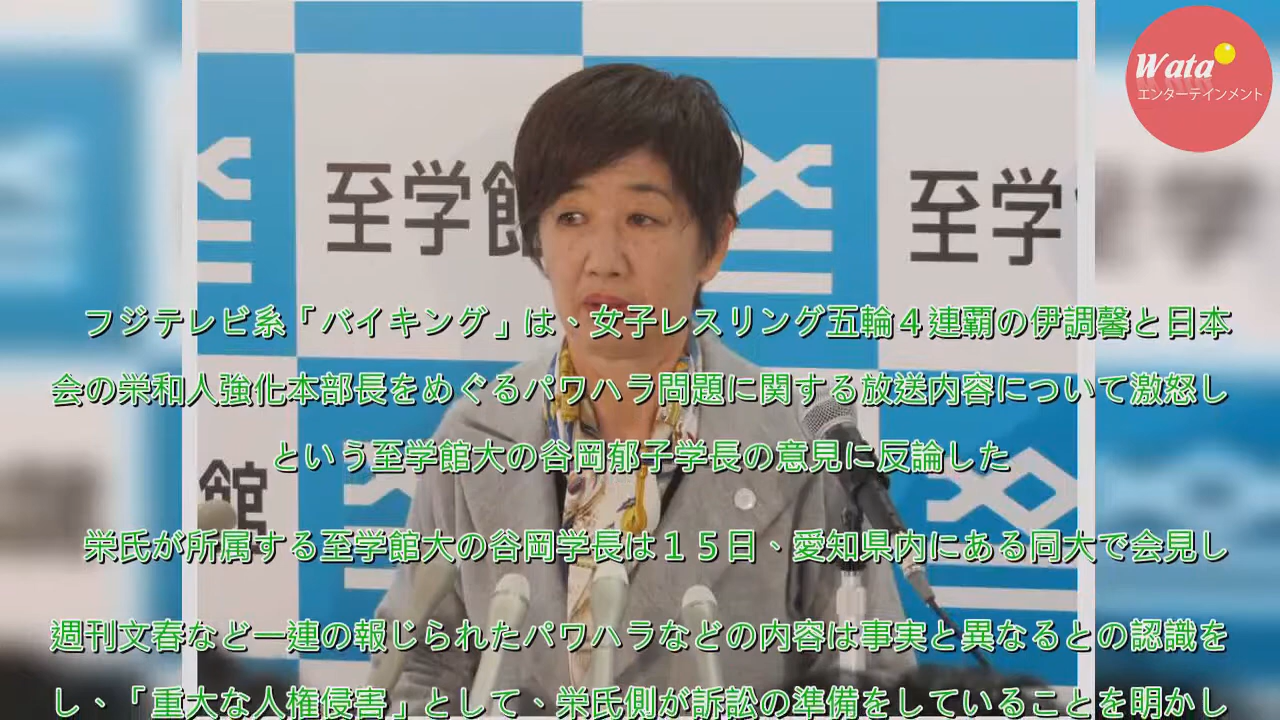 Wata
エンターテインメント
至学館
至学
フジテレビ系「バイキング」は、女子レスリング五輪４連覇の伊調馨と日本
会の栄和人強化本部長をめぐるパワハラ問題に関する放送内容について激怒し
という至学館大の谷岡郁子学長の意見に反論した
館
栄氏が所属する至学館大の谷岡学長は１５日、愛知県内にある同大で会見し
週刊文春など一連の報じられたパワハラなどの内容は事実と異なるとの認識を
し、「重大な人権侵害」として、栄氏側が訴訟の準備をしていることを明かし